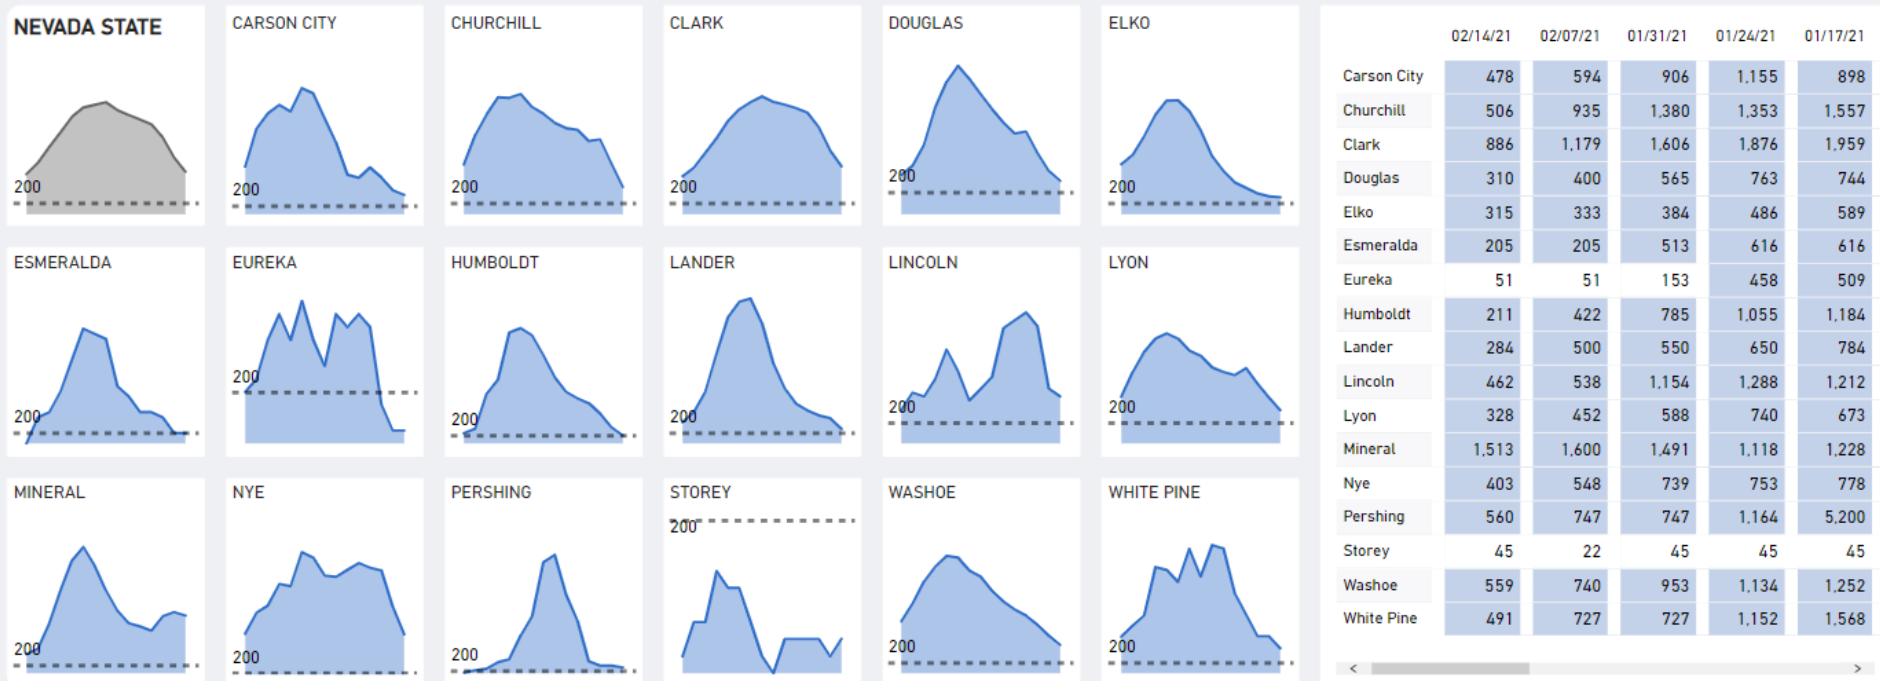 NEVADA STATE
200
CARSON CITY
200
CHURCHILL
200
CLARK
200
DOUGLAS
200
ELKO
200
ESMERALDA
200
EUREKA
200
HUMBOLDT
200
LANDER
200
LINCOLN
200
LYON
200
MINERAL
200
NYE
200
PERSHING
200
STOREY
200
WASHOE
200
WHITE PINE
200
02/14/21 02/07/21 01/31/21 01/24/21 01/17/21
Carson City 478 594 906 1,155 898
Churchill 506 935 1,380 1,353 1,557
Clark 886 1,179 1,606 1,876 1,959
Douglas 310 400 565 763 744
Elko 315 333 384 486 589
Esmeralda 205 205 513 616 616
Eureka 51 51 153 458 509
Humboldt 211 422 785 1,055 1,184
Lander 284 500 550 650 784
Lincoln 462 538 1,154 1,288 1,212
Lyon 328 452 588 740 673
Mineral 1,513 1,600 1,491 1,118 1,228
Nye 403 548 739 753 778
Pershing 560 747 747 1,164 5,200
Storey 45 22 45 45 45
Washoe 559 740 953 1,134 1,252
White Pine 491 727 727 1,152 1,568